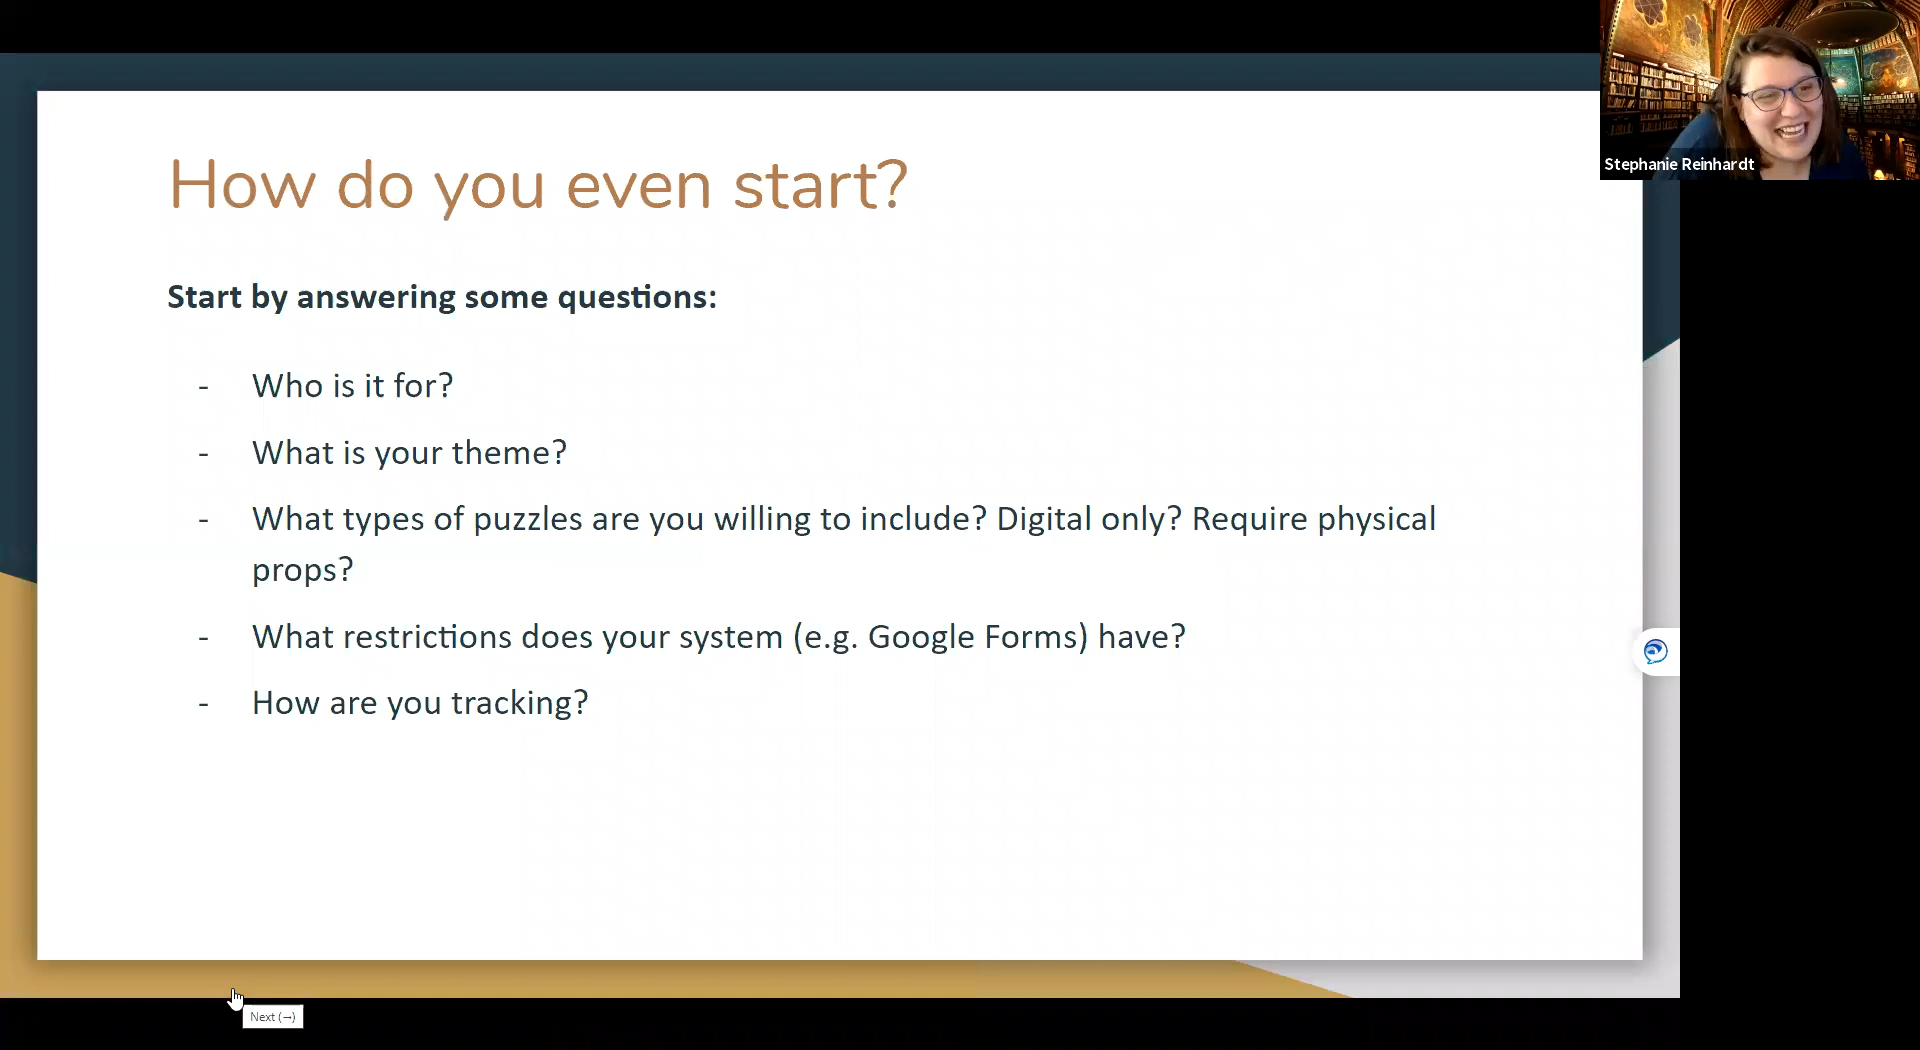 How do you even start?
Start by answering some questions:
- Who is it for?
- What is your theme?
- What types of puzzles are you willing to include? Digital only? Require physical
props?
- What restrictions does your system (e.g. Google Forms) have?
- How are you tracking?
Stephanie Reinhardt
Next (→)